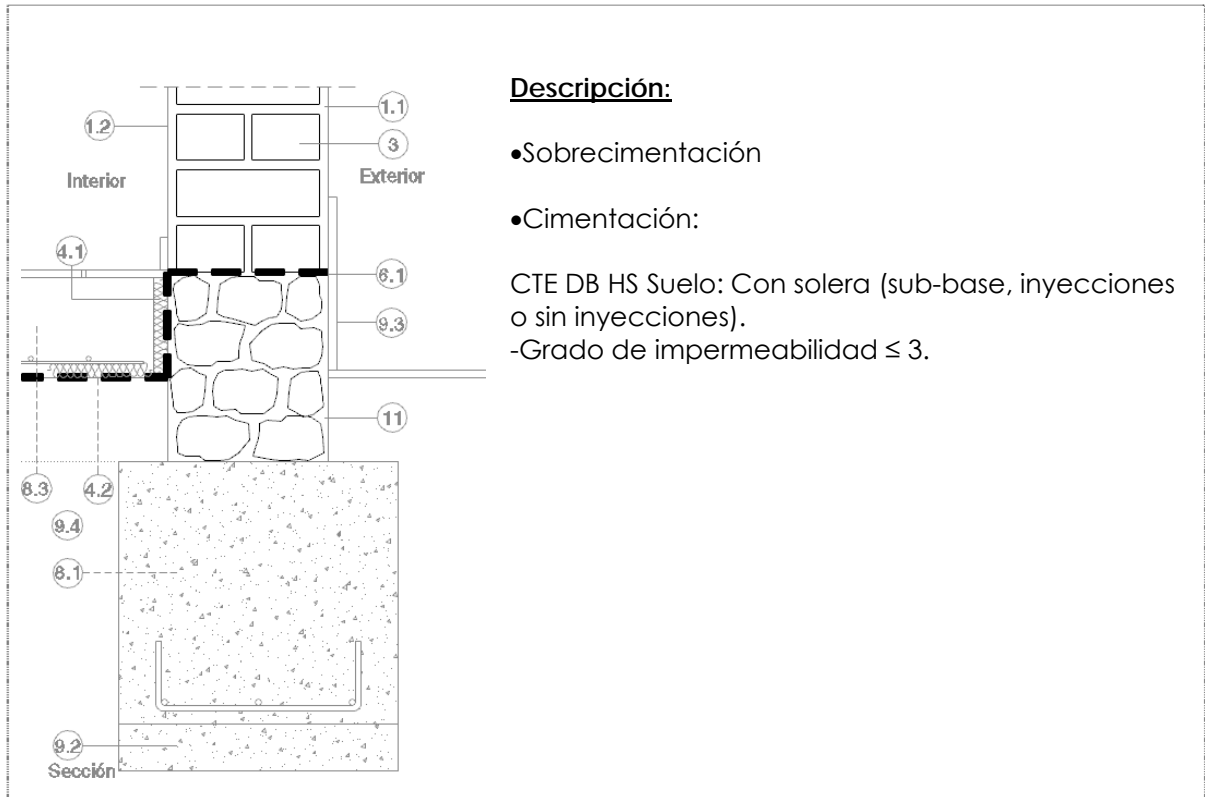 Descripción:
•Sobrecimentación
•Cimentación:
CTE DB HS Suelo: Con solera (sub-base, inyecciones
o sin inyecciones).
-Grado de impermeabilidad ≤ 3.
1.1
1.2
3
Interior
Exterior
4.1
6.1
9.3
11
8.3
4.2
9.4
8.1
9.2
Sección